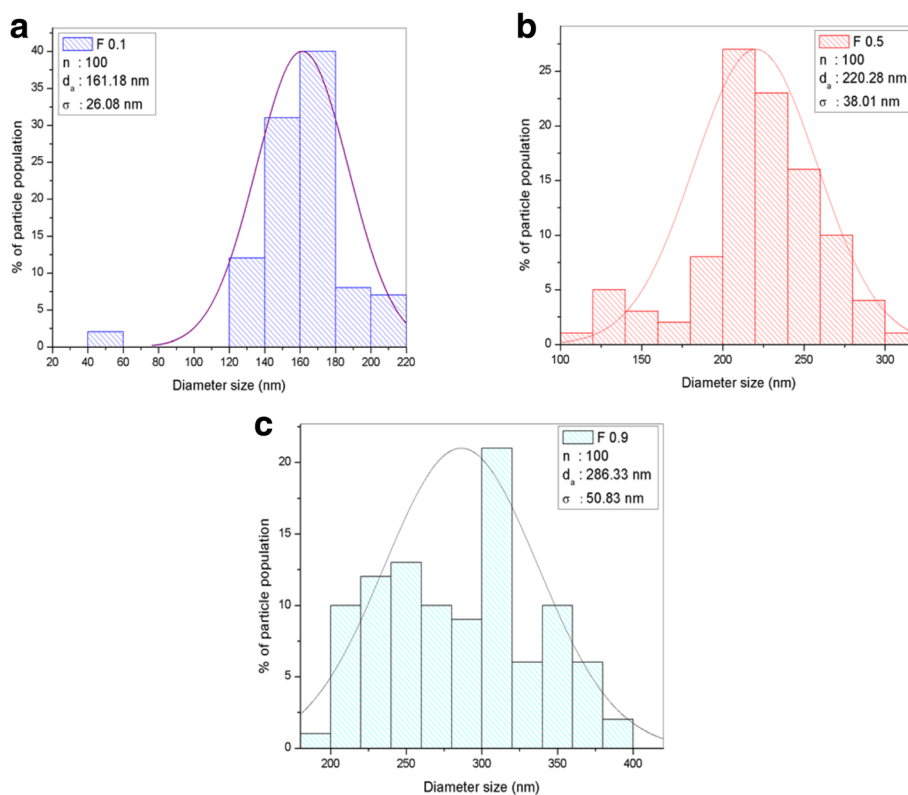 a
F 0.1
n : 100
dₐ : 161.18 nm
σ : 26.08 nm
% of particle population
40
35
30
25
20
15
10
5
0
20 40 60 80 100 120 140 160 180 200 220
Diameter size (nm)
b
F 0.5
n : 100
dₐ : 220.28 nm
σ : 38.01 nm
% of particle population
25
20
15
10
5
0
100 150 200 250 300
Diameter size (nm)
c
F 0.9
n : 100
dₐ : 286.33 nm
σ : 50.83 nm
% of particle population
20
15
10
5
0
200 250 300 350 400
Diameter size (nm)